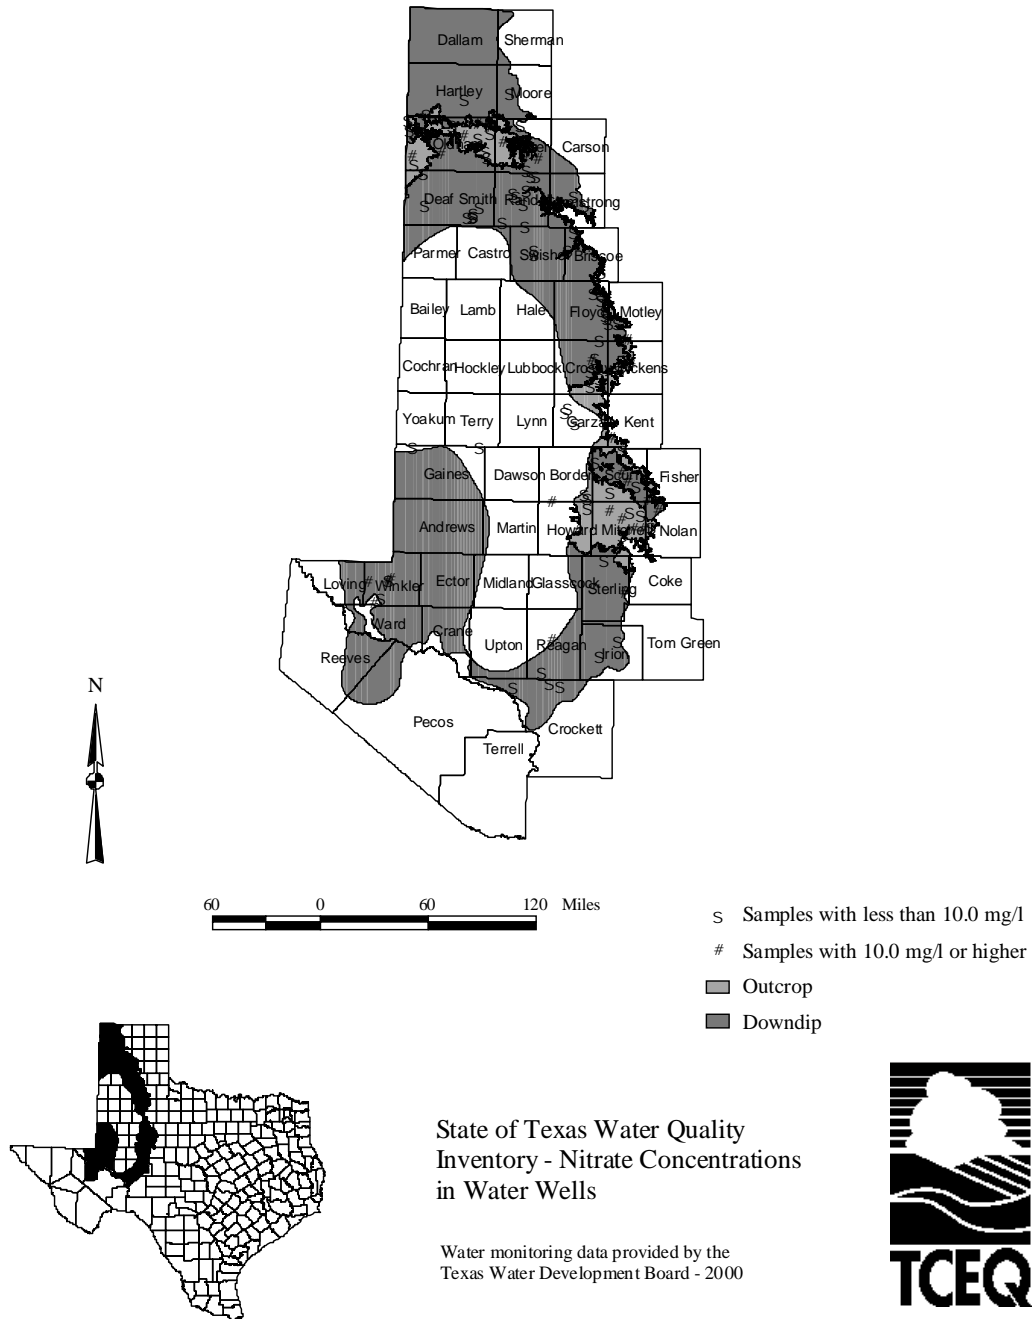 Dallam Sherman
Hartley Moore
Carson
Deaf Smith
Parmer Castro Swisher Briscoe
Bailey Lamb Hale Floyd Motley
Cochran Hockley Lubbock
Yoakum Terry Lynn Garza Kent
Gaines Dawson Borden Scurry Fisher
Andrews Martin Howard Mitchell Nolan
Loving Winkler Ector Midland Glasscock Sterling Coke
Ward Crane Upton Reagan Irion Tom Green
Reeves
Pecos Crockett
Terrell
N
60 0 60 120 Miles
S Samples with less than 10.0 mg/l
# Samples with 10.0 mg/l or higher
Outcrop
Downdip
State of Texas Water Quality
Inventory - Nitrate Concentrations
in Water Wells
Water monitoring data provided by the
Texas Water Development Board - 2000
TCEQ